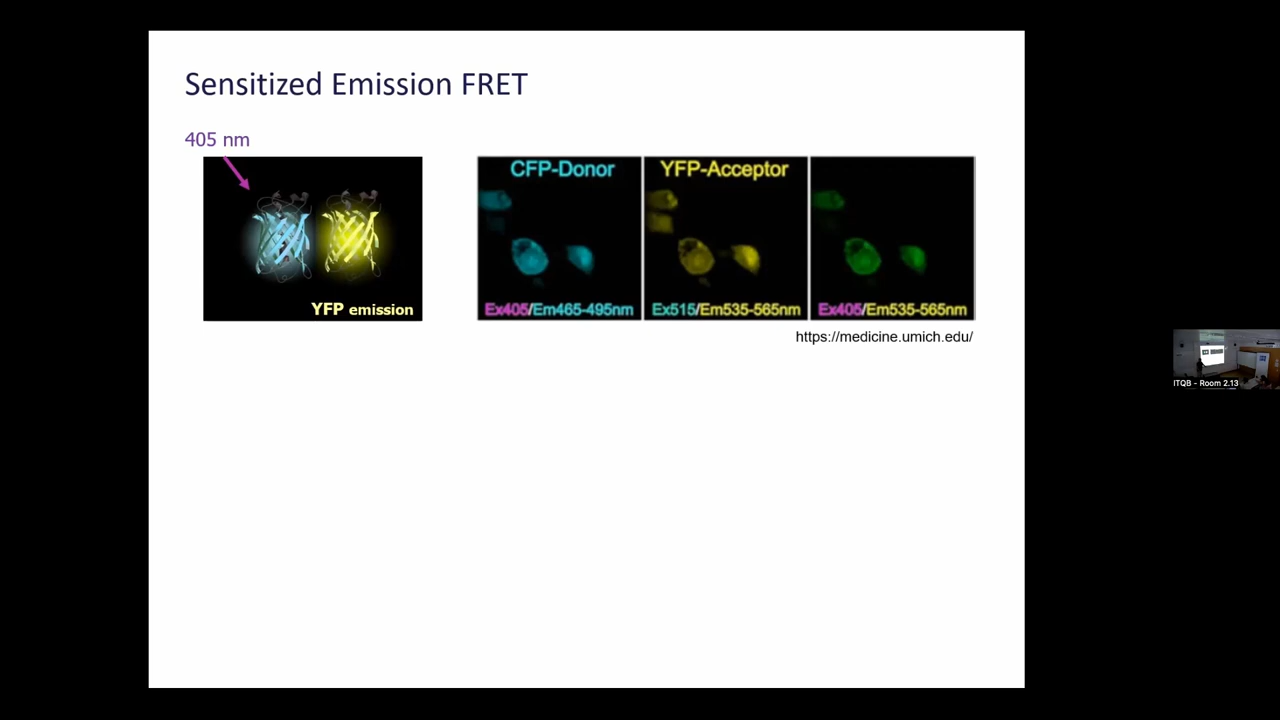 Sensitized Emission FRET
405 nm
YFP emission
CFP-Donor
YFP-Acceptor
Ex405/Em465-495nm
Ex515/Em535-565nm
Ex405/Em535-565nm
https://medicine.umich.edu/
ITQB - Room 2.13